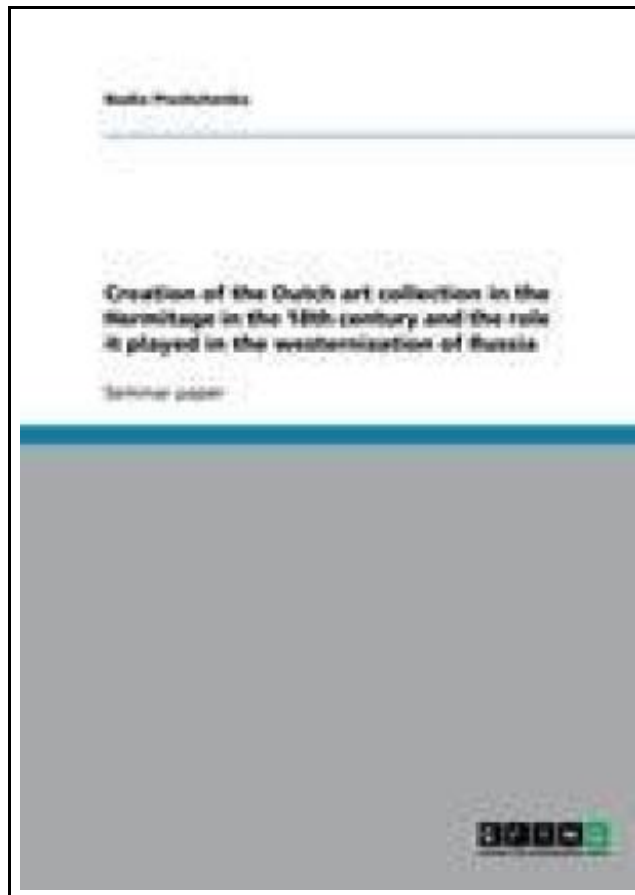 Creation of the Dutch art collection in the
Hermitage in the 18th century and the role
it played in the westernization of Russia
Seminar paper